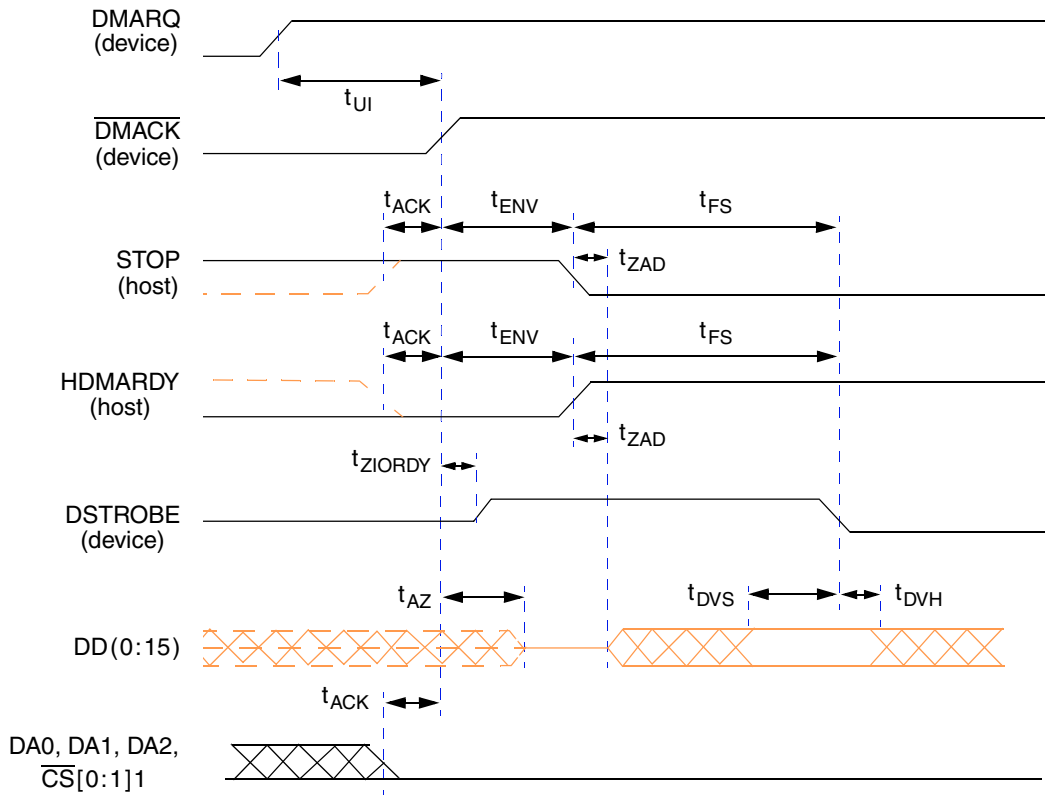 DMARQ
(device)
tUI
DMACK
(device)
tACK
tENV
tFS
STOP
(host)
tZAD
tACK
tENV
tFS
HDMARDY
(host)
tZAD
tZIORDY
DSTROBE
(device)
tAZ
tDVS
tDVH
DD(0:15)
tACK
DA0, DA1, DA2,
CS[0:1]1